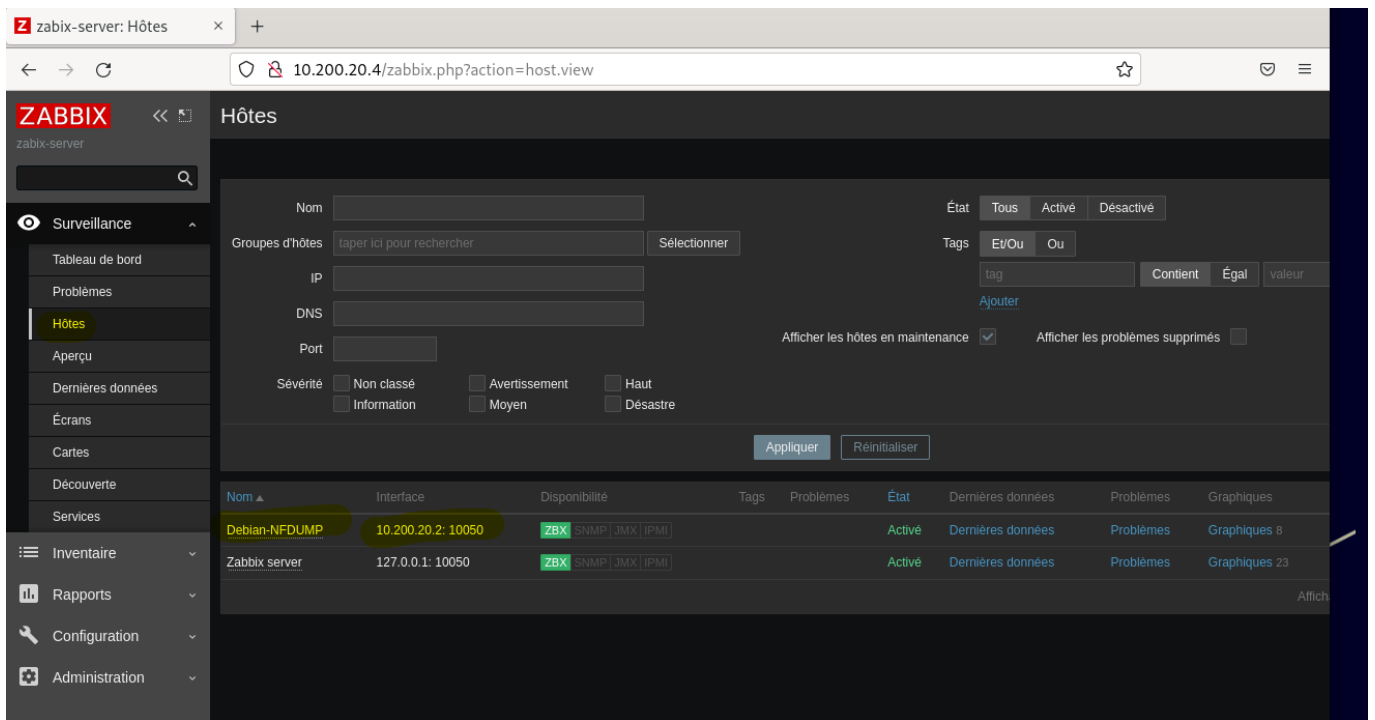 Z zabix-server: Hôtes × +
10.200.20.4/zabbix.php?action=host.view
ZABBIX
zabix-server
Surveillance
Tableau de bord
Problèmes
Hôtes
Aperçu
Dernières données
Écrans
Cartes
Découverte
Services
Inventaire
Rapports
Configuration
Administration
Hôtes
Nom
Groupes d'hôtes taper ici pour rechercher Sélectionner
IP
DNS
Port
Sévérité Non classé Avertissement Haut
Information Moyen Désastre
État Tous Activé Désactivé
Tags Et/Ou Ou
tag Contient Égal valeur
Ajouter
Afficher les hôtes en maintenance Afficher les problèmes supprimés
Appliquer Réinitialiser
Nom Interface Disponibilité Tags Problèmes État Dernières données Problèmes Graphiques
Debian-NFDUMP 10.200.20.2: 10050 ZBX SNMP JMX IPMI Activé Dernières données Problèmes Graphiques 8
Zabbix server 127.0.0.1: 10050 ZBX SNMP JMX IPMI Activé Dernières données Problèmes Graphiques 23
Affich